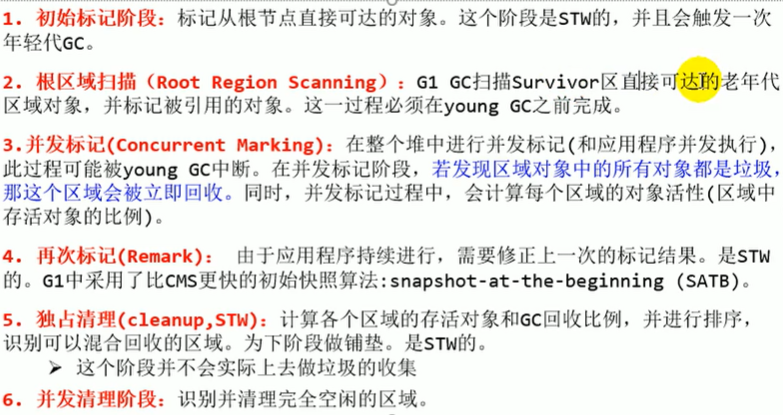 1. 初始标记阶段：标记从根节点直接可达的对象。这个阶段是STW的，并且会触发一次
年轻代GC。
2. 根区域扫描（Root Region Scanning）：G1 GC扫描Survivor区直接可达的老年代
区域对象，并标记被引用的对象。这一过程必须在young GC之前完成。
3.并发标记(Concurrent Marking)：在整个堆中进行并发标记(和应用程序并发执行)，
此过程可能被young GC中断。在并发标记阶段，若发现区域对象中的所有对象都是垃圾，
那这个区域会被立即回收。同时，并发标记过程中，会计算每个区域的对象活性(区域中
存活对象的比例)。
4. 再次标记(Remark)： 由于应用程序持续进行，需要修正上一次的标记结果。是STW
的。G1中采用了比CMS更快的初始快照算法:snapshot-at-the-beginning (SATB)。
5. 独占清理(cleanup,STW)：计算各个区域的存活对象和GC回收比例，并进行排序，
识别可以混合回收的区域。为下阶段做铺垫。是STW的。
➢ 这个阶段并不会实际上去做垃圾的收集
6. 并发清理阶段：识别并清理完全空闲的区域。